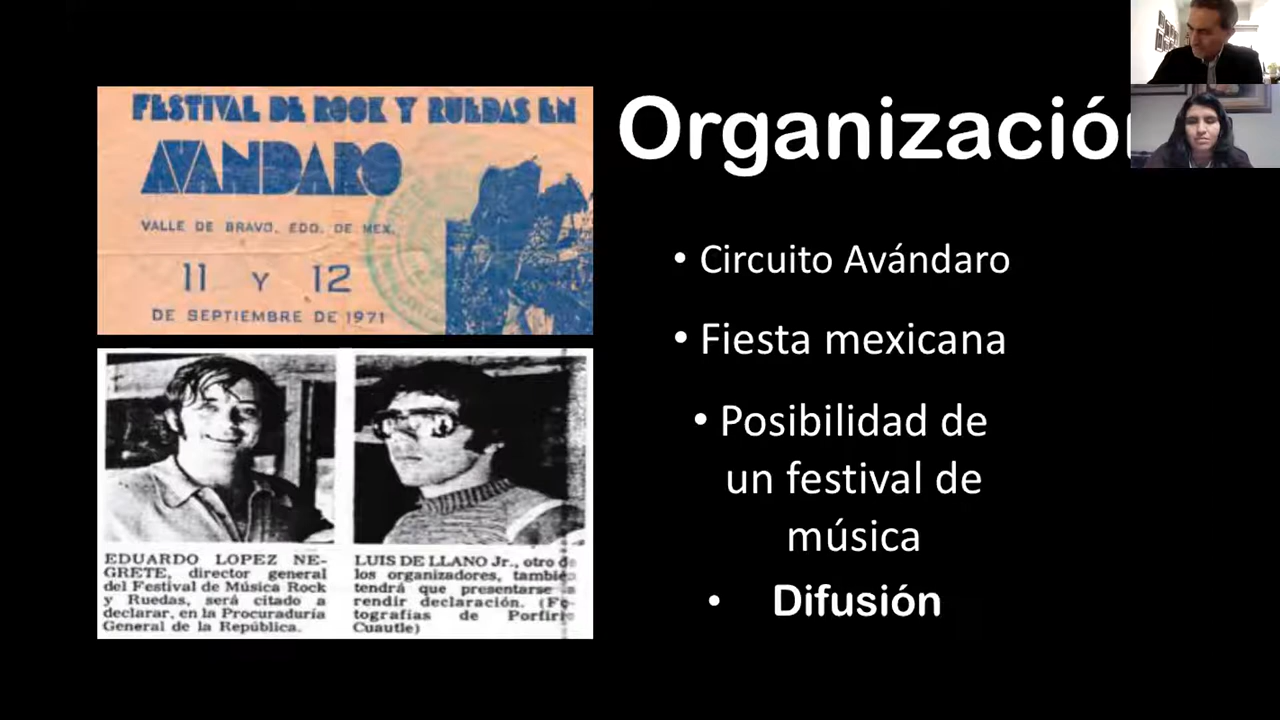 FESTIVAL DE ROCK Y RUEDAS EN
AVANDARO
VALLE DE BRAVO, EDO. DE MEX.
11 Y 12
DE SEPTIEMBRE DE 1971
EDUARDO LOPEZ NE-
GRETE, director general
del Festival de Música Rock
y Ruedas, será citado a
declarar, en la Procuraduría
General de la República.
LUIS DE LLANO Jr., otro de
los organizadores, también
tendrá que presentarse a
rendir declaración. (Fo-
tografías de Porfirio
Cuautle)
Organización
• Circuito Avándaro
• Fiesta mexicana
• Posibilidad de
un festival de
música
• Difusión